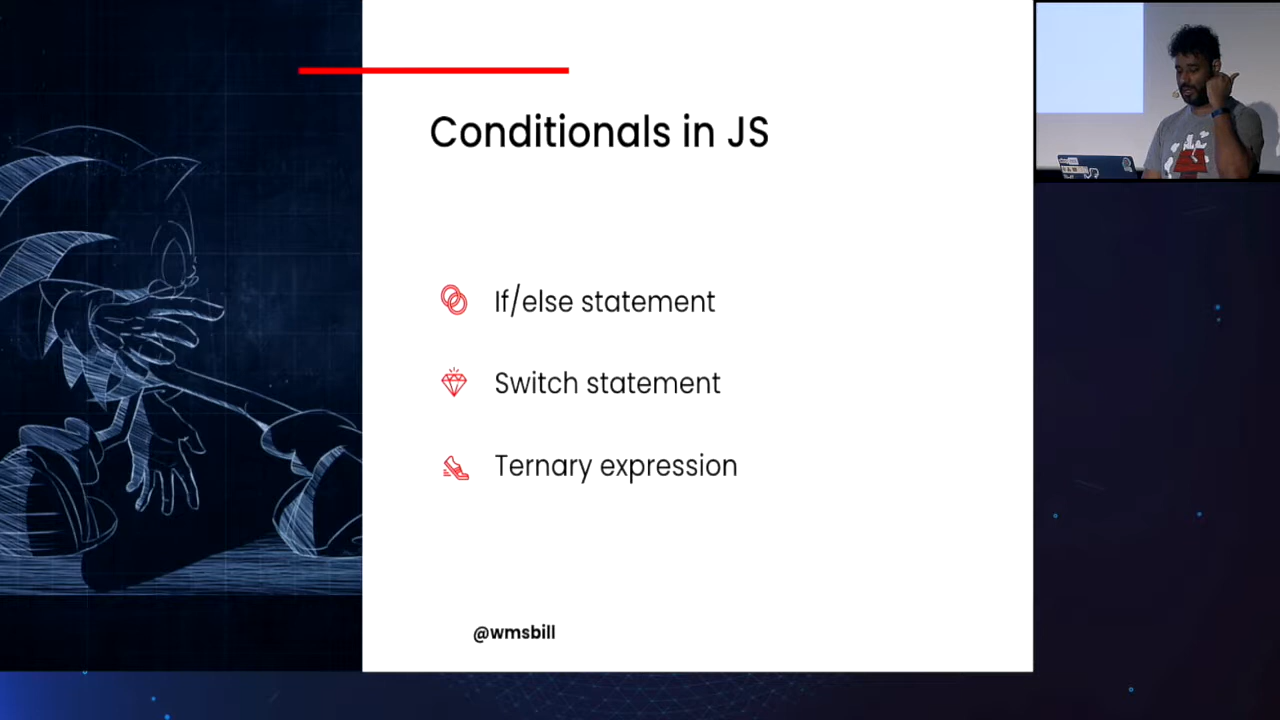 Conditionals in JS
If/else statement
Switch statement
Ternary expression
@wmsbill